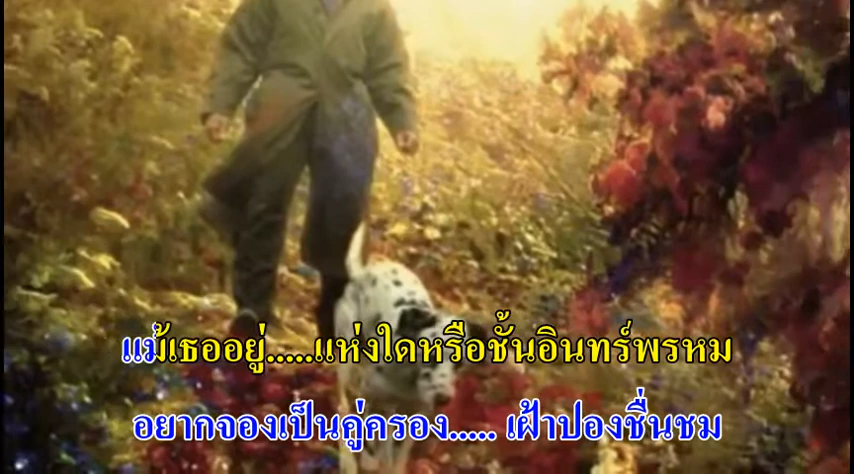 แม้เธออยู่.....แห่งใดหรือชั้นอินทร์พรหม
อยากจองเป็นคู่ครอง..... เฝ้าปองชื่นชม